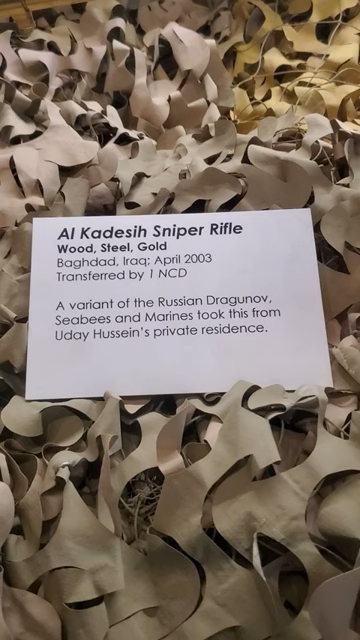 Al Kadesih Sniper Rifle
Wood, Steel, Gold
Baghdad, Iraq; April 2003
Transferred by 1 NCD
A variant of the Russian Dragunov,
Seabees and Marines took this from
Uday Hussein's private residence.